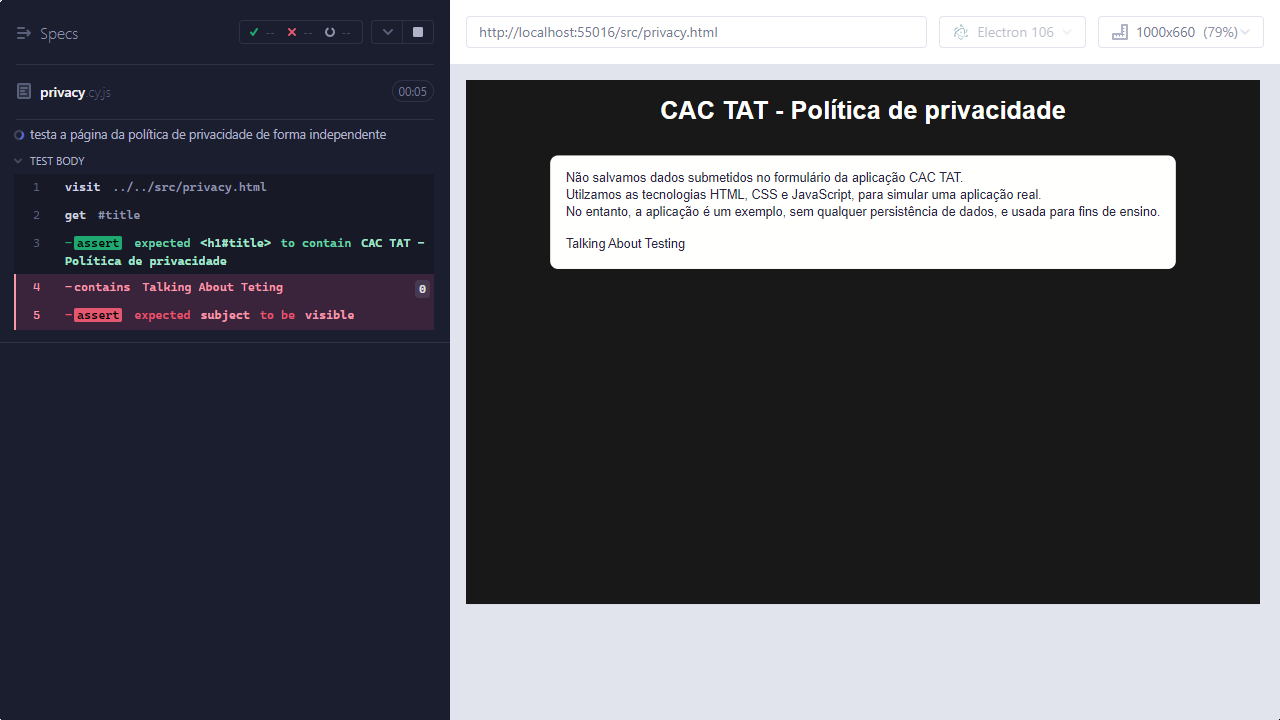 Specs
-- -- --
privacy.cy.js 00:05
testa a página da política de privacidade de forma independente
TEST BODY
1 visit ../../src/privacy.html
2 get #title
3 -assert expected <h1#title> to contain CAC TAT -
Política de privacidade
4 -contains Talking About Teting 0
5 -assert expected subject to be visible
http://localhost:55016/src/privacy.html
Electron 106
1000x660 (79%)
CAC TAT - Política de privacidade
Não salvamos dados submetidos no formulário da aplicação CAC TAT.
Utilzamos as tecnologias HTML, CSS e JavaScript, para simular uma aplicação real.
No entanto, a aplicação é um exemplo, sem qualquer persistência de dados, e usada para fins de ensino.
Talking About Testing